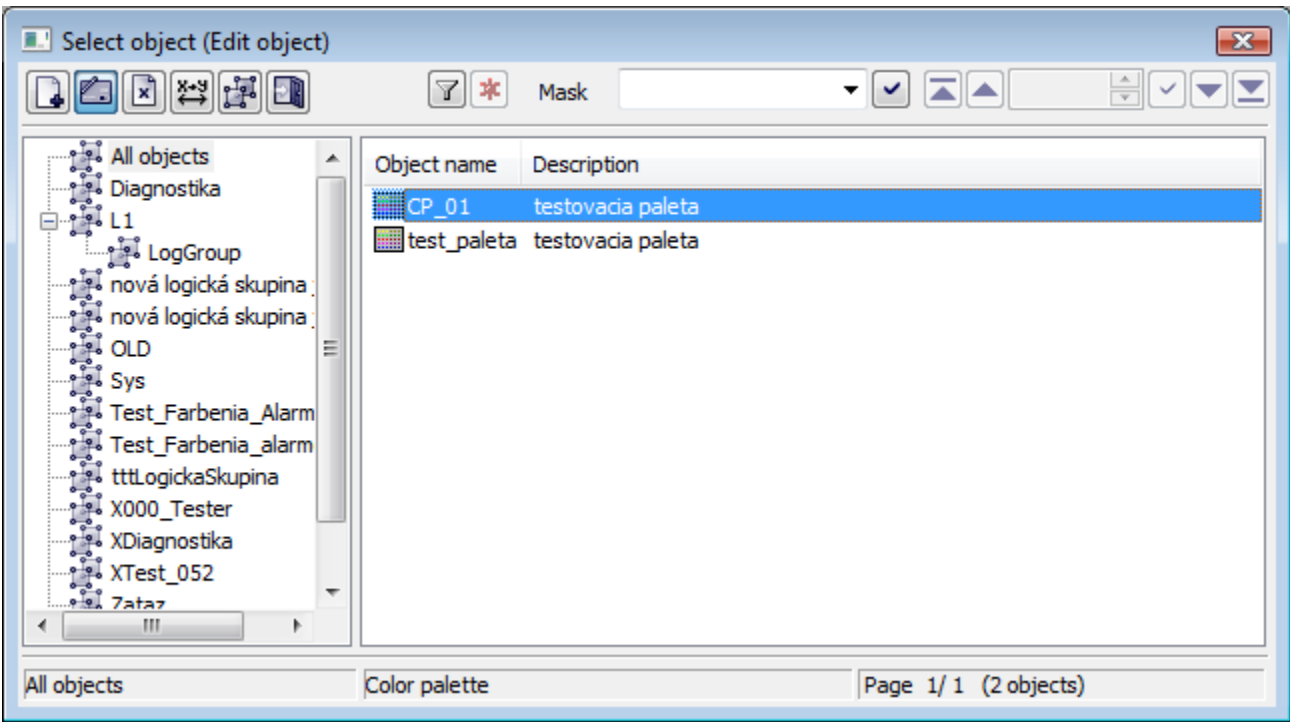 Select object (Edit object)
Mask
All objects
Diagnostika
L1
LogGroup
nová logická skupina
nová logická skupina
OLD
Sys
Test_Farbenia_Alarm
Test_Farbenia_alarm
tttLogickaSkupina
X000_Tester
XDiagnostika
XTest_052
Zataz
Object name Description
CP_01 testovacia paleta
test_paleta testovacia paleta
All objects Color palette Page 1/ 1 (2 objects)